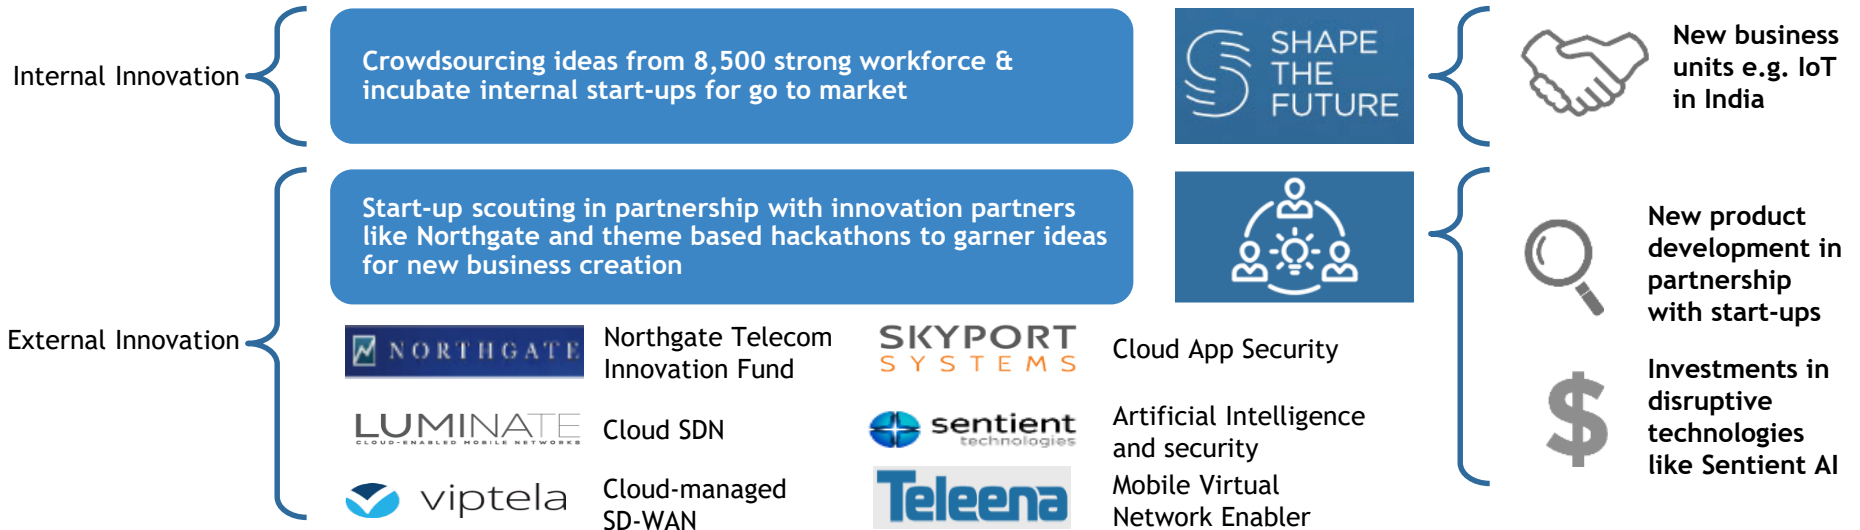 Internal Innovation
Crowdsourcing ideas from 8,500 strong workforce &
incubate internal start-ups for go to market
SHAPE
THE
FUTURE
New business
units e.g. IoT
in India
External Innovation
Start-up scouting in partnership with innovation partners
like Northgate and theme based hackathons to garner ideas
for new business creation
New product
development in
partnership
with start-ups
Investments in
disruptive
technologies
like Sentient AI
NORTHGATE
Northgate Telecom
Innovation Fund
SKYPORT
SYSTEMS
Cloud App Security
LUMINATE
CLOUD-ENABLED MOBILE NETWORKS
Cloud SDN
sentient
technologies
Artificial Intelligence
and security
viptela
Cloud-managed
SD-WAN
Teleena
Mobile Virtual
Network Enabler